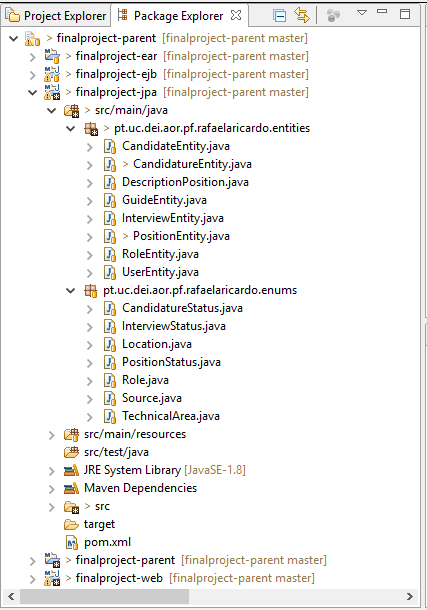 Project Explorer Package Explorer
> finalproject-parent [finalproject-parent master]
> finalproject-ear [finalproject-parent master]
> finalproject-ejb [finalproject-parent master]
> finalproject-jpa [finalproject-parent master]
> src/main/java
> pt.uc.dei.aor.pf.rafaelaricardo.entities
CandidateEntity.java
> CandidatureEntity.java
DescriptionPosition.java
GuideEntity.java
InterviewEntity.java
> PositionEntity.java
RoleEntity.java
UserEntity.java
pt.uc.dei.aor.pf.rafaelaricardo.enums
CandidatureStatus.java
InterviewStatus.java
Location.java
PositionStatus.java
Role.java
Source.java
TechnicalArea.java
src/main/resources
src/test/java
JRE System Library [JavaSE-1.8]
Maven Dependencies
> src
target
pom.xml
> finalproject-parent [finalproject-parent master]
> finalproject-web [finalproject-parent master]